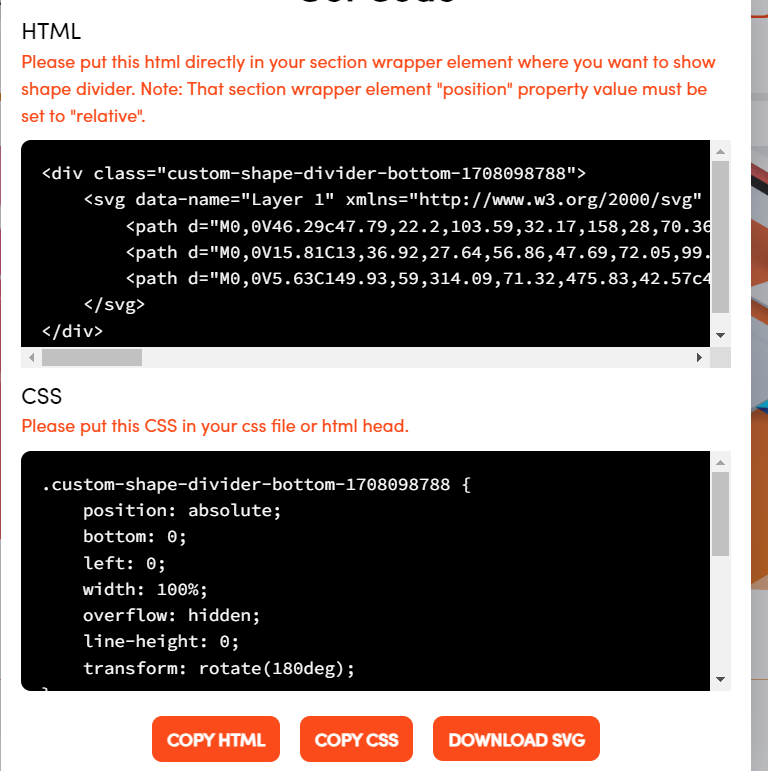 HTML
Please put this html directly in your section wrapper element where you want to show
shape divider. Note: That section wrapper element "position" property value must be
set to "relative".
<div class="custom-shape-divider-bottom-1708098788">
    <svg data-name="Layer 1" xmlns="http://www.w3.org/2000/svg"
        <path d="M0,0V46.29c47.79,22.2,103.59,32.17,158,28,70.36
        <path d="M0,0V15.81C13,36.92,27.64,56.86,47.69,72.05,99.
        <path d="M0,0V5.63C149.93,59,314.09,71.32,475.83,42.57c4
    </svg>
</div>
CSS
Please put this CSS in your css file or html head.
.custom-shape-divider-bottom-1708098788 {
    position: absolute;
    bottom: 0;
    left: 0;
    width: 100%;
    overflow: hidden;
    line-height: 0;
    transform: rotate(180deg);
COPY HTML
COPY CSS
DOWNLOAD SVG